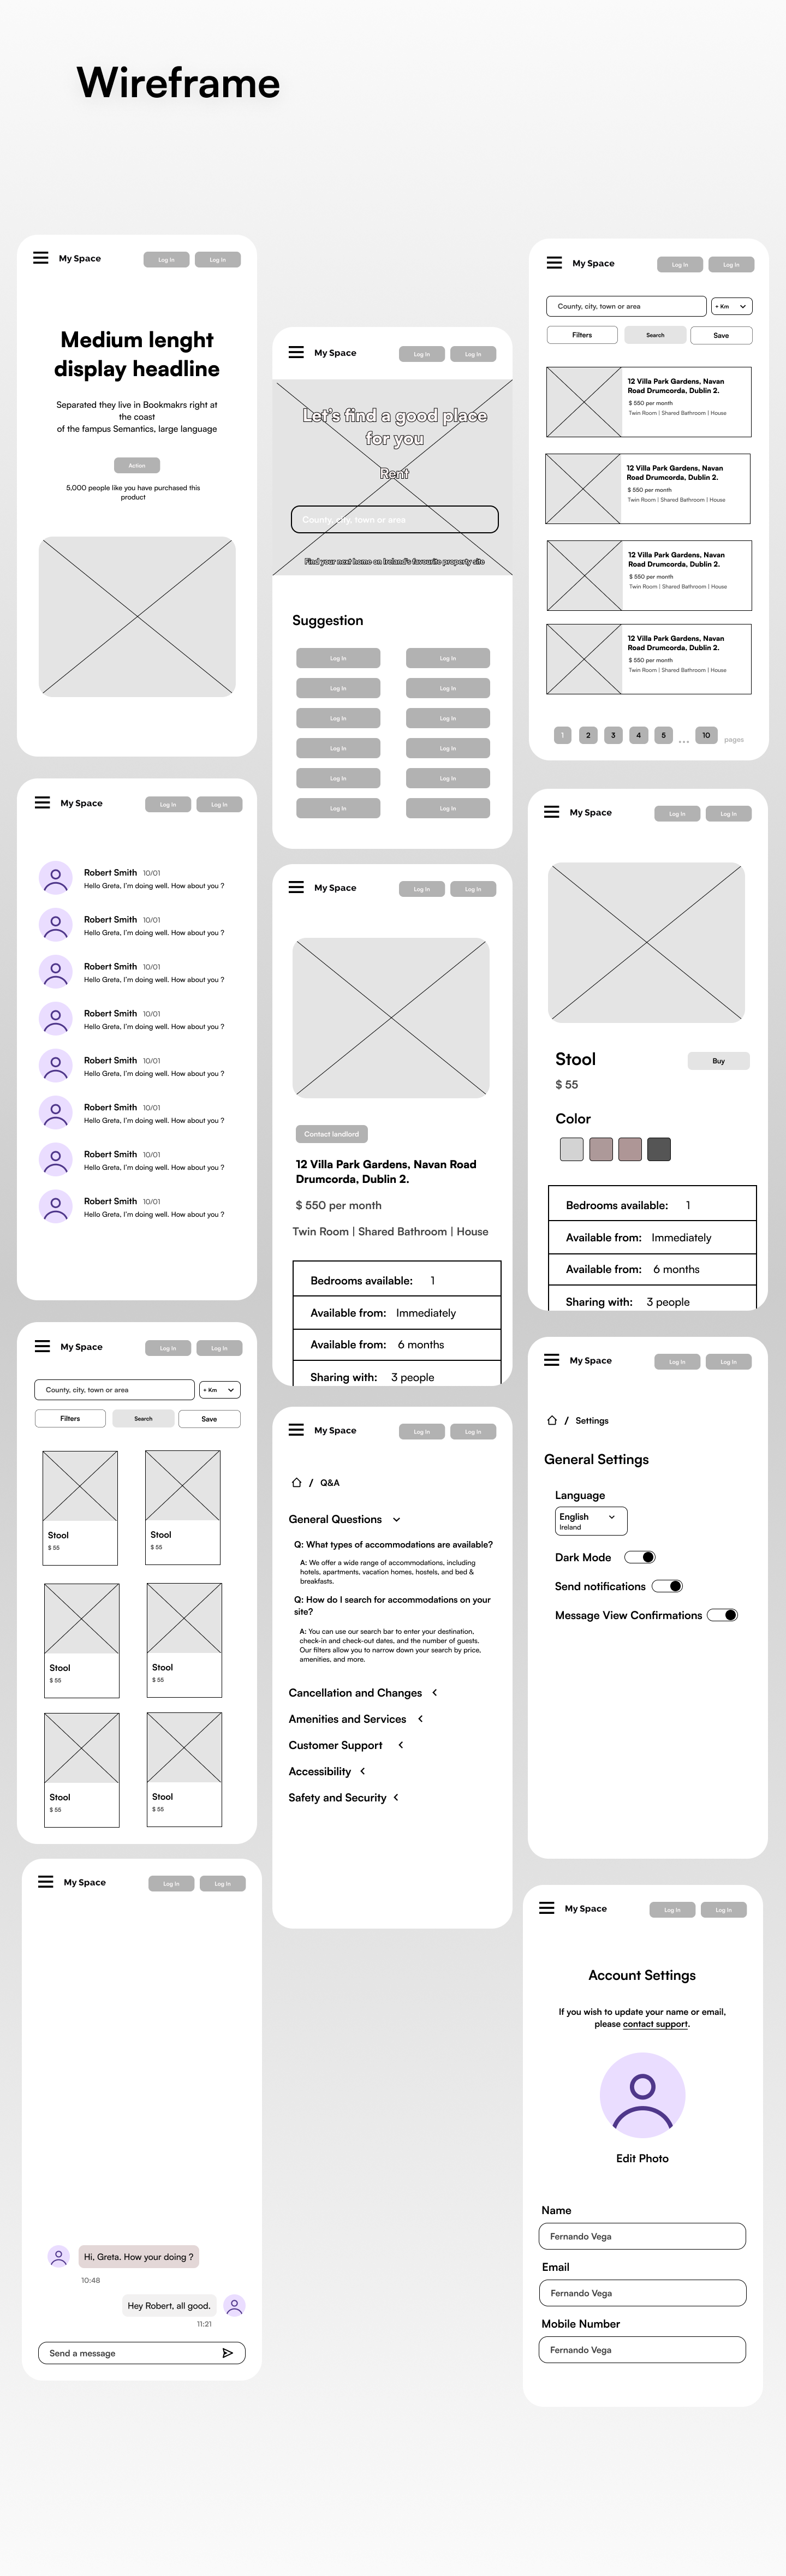 Wireframe
My Space
Log In
Log In
Medium lenght
display headline
Separated they live in Bookmakrs right at
the coast
of the fampus Semantics, large language
Action
5,000 people like you have purchased this
product
My Space
Log In
Log In
Let's find a good place
for you
Rent
County, city, town or area
Find your next home on Ireland's favourite property site
Suggestion
Log In
Log In
Log In
Log In
Log In
Log In
Log In
Log In
Log In
Log In
Log In
Log In
My Space
Log In
Log In
County, city, town or area
+ Km
Filters
Search
Save
12 Villa Park Gardens, Navan
Road Drumcorda, Dublin 2.
$ 550 per month
Twin Room | Shared Bathroom | House
12 Villa Park Gardens, Navan
Road Drumcorda, Dublin 2.
$ 550 per month
Twin Room | Shared Bathroom | House
12 Villa Park Gardens, Navan
Road Drumcorda, Dublin 2.
$ 550 per month
Twin Room | Shared Bathroom | House
12 Villa Park Gardens, Navan
Road Drumcorda, Dublin 2.
$ 550 per month
Twin Room | Shared Bathroom | House
1 2 3 4 5 ... 10 pages
My Space
Log In
Log In
Robert Smith 10/01
Hello Greta, I'm doing well. How about you ?
Robert Smith 10/01
Hello Greta, I'm doing well. How about you ?
Robert Smith 10/01
Hello Greta, I'm doing well. How about you ?
Robert Smith 10/01
Hello Greta, I'm doing well. How about you ?
Robert Smith 10/01
Hello Greta, I'm doing well. How about you ?
Robert Smith 10/01
Hello Greta, I'm doing well. How about you ?
Robert Smith 10/01
Hello Greta, I'm doing well. How about you ?
Robert Smith 10/01
Hello Greta, I'm doing well. How about you ?
My Space
Log In
Log In
Contact landlord
12 Villa Park Gardens, Navan Road
Drumcorda, Dublin 2.
$ 550 per month
Twin Room | Shared Bathroom | House
Bedrooms available: 1
Available from: Immediately
Available from: 6 months
Sharing with: 3 people
My Space
Log In
Log In
Stool
Buy
$ 55
Color
Bedrooms available: 1
Available from: Immediately
Available from: 6 months
Sharing with: 3 people
My Space
Log In
Log In
County, city, town or area
+ Km
Filters
Search
Save
Stool
$ 55
Stool
$ 55
Stool
$ 55
Stool
$ 55
Stool
$ 55
Stool
$ 55
My Space
Log In
Log In
/ Q&A
General Questions
Q: What types of accommodations are available?
A: We offer a wide range of accommodations, including
hotels, apartments, vacation homes, hostels, and bed &
breakfasts.
Q: How do I search for accommodations on your
site?
A: You can use our search bar to enter your destination,
check-in and check-out dates, and the number of guests.
Our filters allow you to narrow down your search by price,
amenities, and more.
Cancellation and Changes
Amenities and Services
Customer Support
Accessibility
Safety and Security
My Space
Log In
Log In
/ Settings
General Settings
Language
English
Ireland
Dark Mode
Send notifications
Message View Confirmations
My Space
Log In
Log In
Hi, Greta. How your doing ?
10:48
Hey Robert, all good.
11:21
Send a message
My Space
Log In
Log In
Account Settings
If you wish to update your name or email,
please contact support.
Edit Photo
Name
Fernando Vega
Email
Fernando Vega
Mobile Number
Fernando Vega